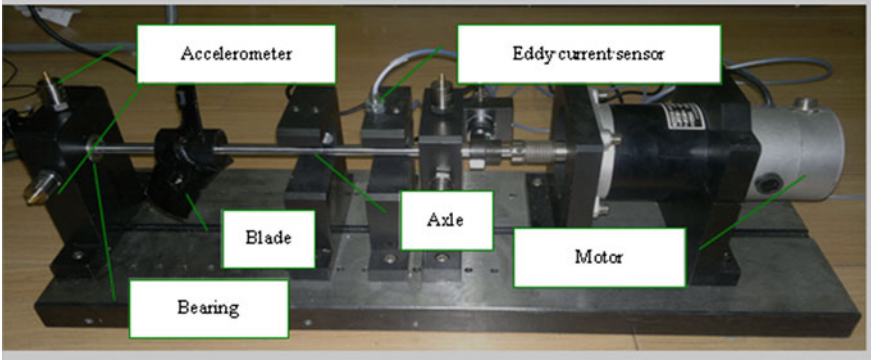 Accelerometer
Eddy current sensor
Blade
Axle
Motor
Bearing